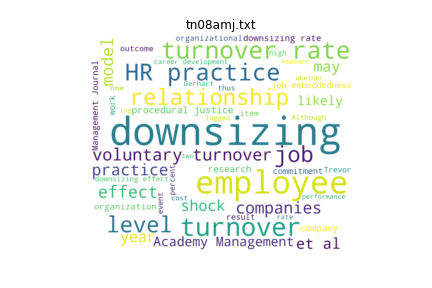 tn08amj.txt
organizational downsizing rate
outcome
turnover rate
model
career development
high
measure
whether
HR practice
Gerhart
thus
may
job embeddedness
Management Journal
one
work
relationship
likely
ing
procedural justice
item
logged
Although
downsizing
voluntary turnover job
two
practice
research
commitment
Trevor
downsizing effect
percent
employee
effect
event
cost
shock
performance
organization
companies
result
rate
level
turnover
company
year
Academy Management
et al